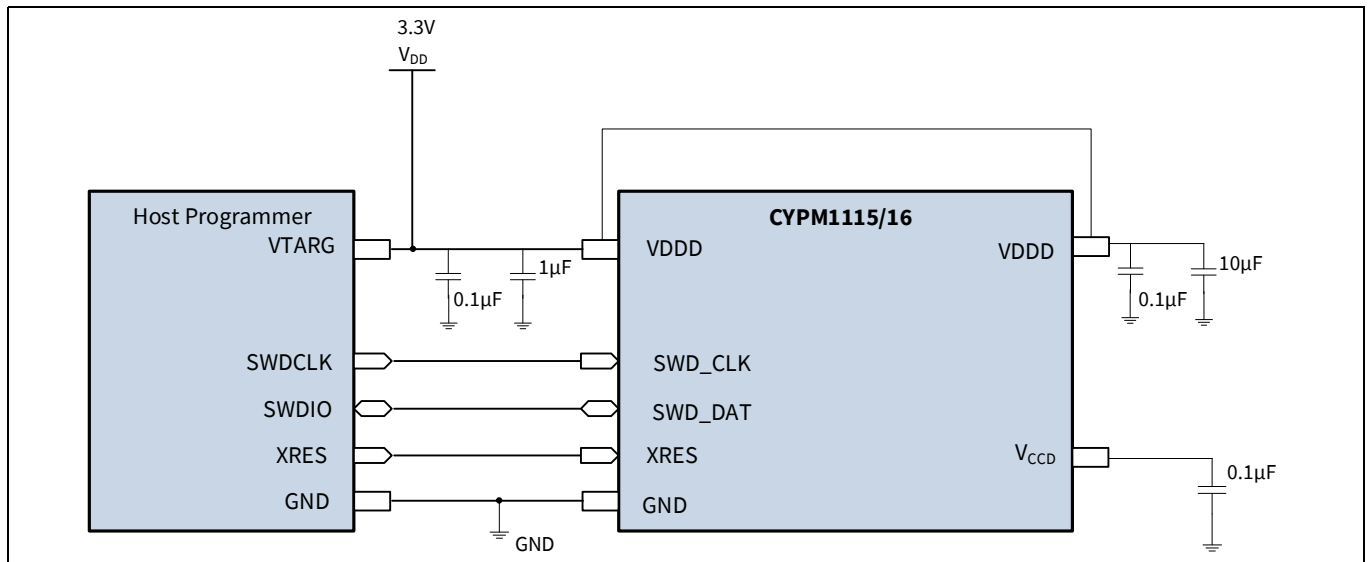 3.3V
VDD
Host Programmer
VTARG
0.1µF
1µF
CYPM1115/16
VDDD
VDDD
0.1µF
10µF
SWDCLK
SWD_CLK
SWDIO
SWD_DAT
XRES
XRES
VCCD
0.1µF
GND
GND
GND